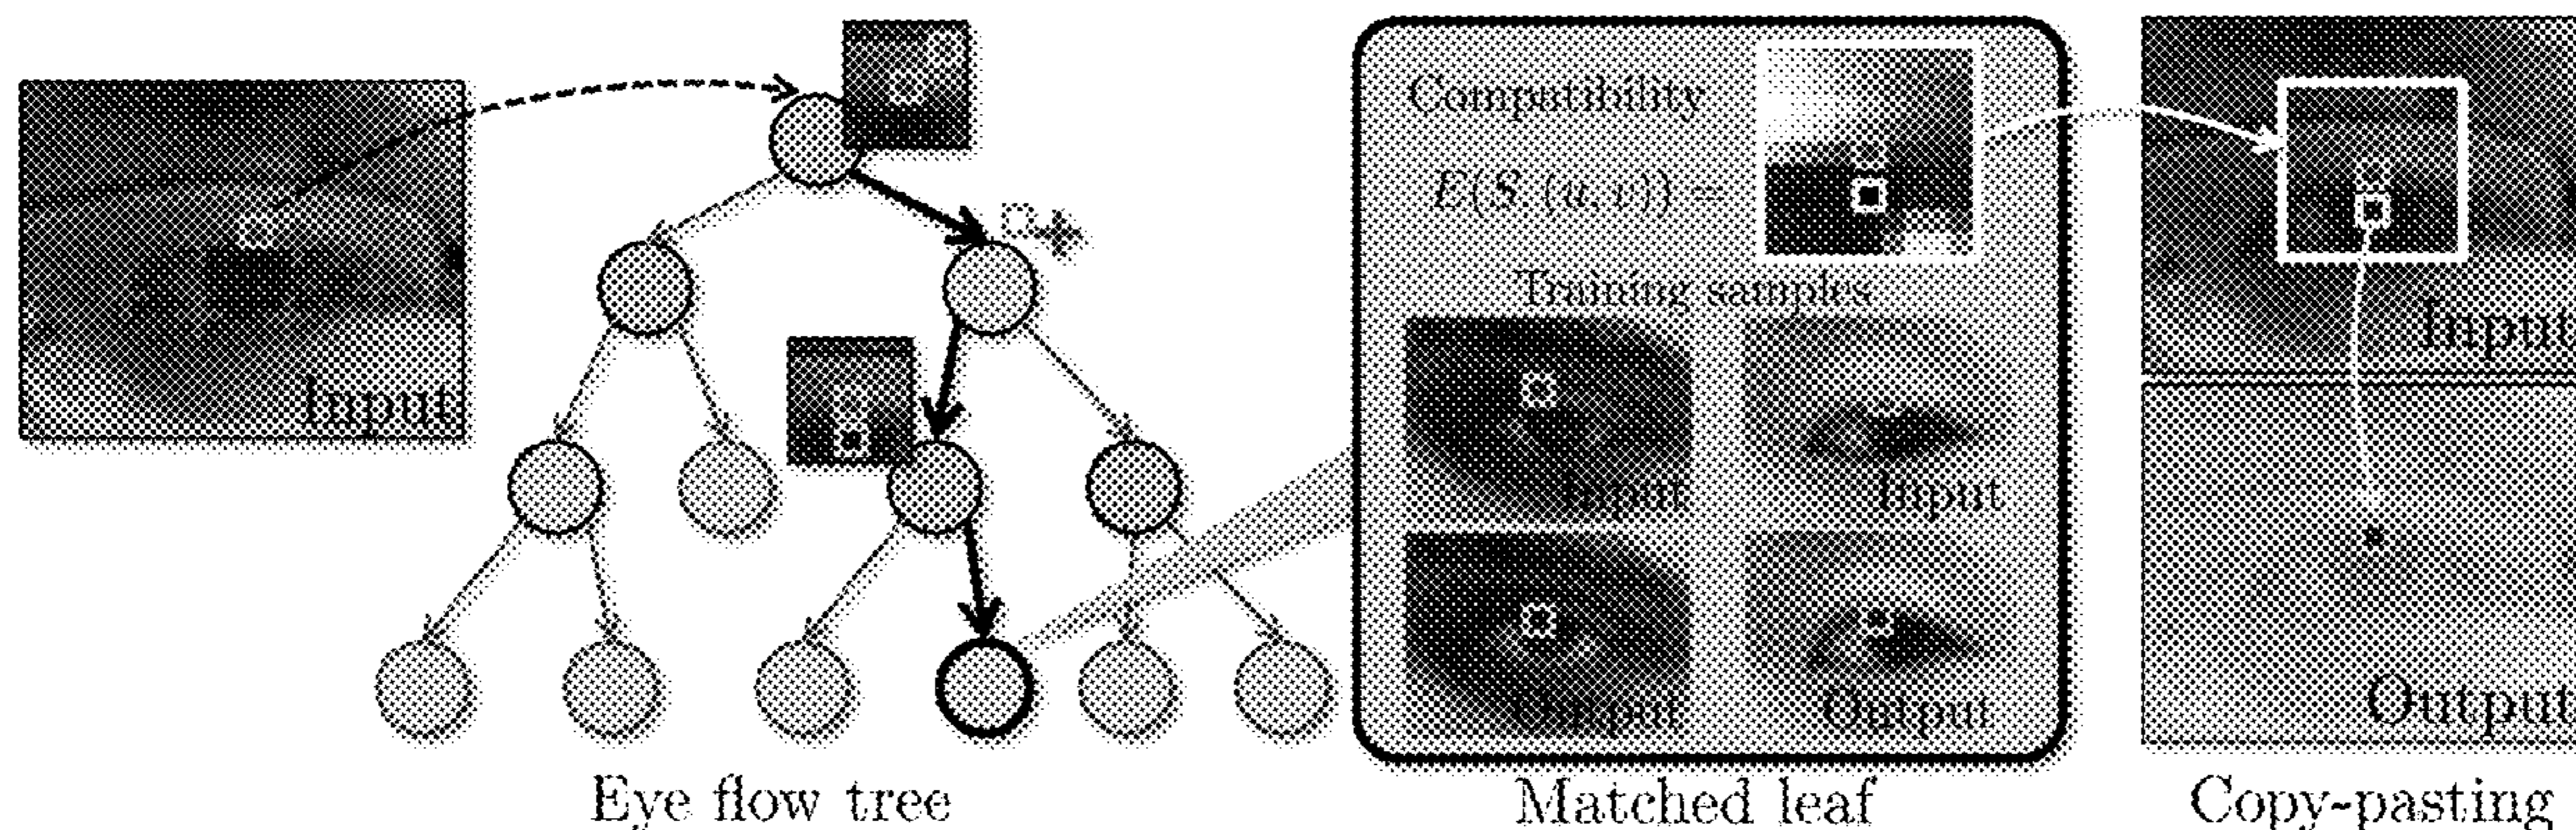 Input
Compatibility
E(S, (u, v)) =
Training samples
Input
Input
Output
Output
Input
Output
Eye flow tree
Matched leaf
Copy-pasting